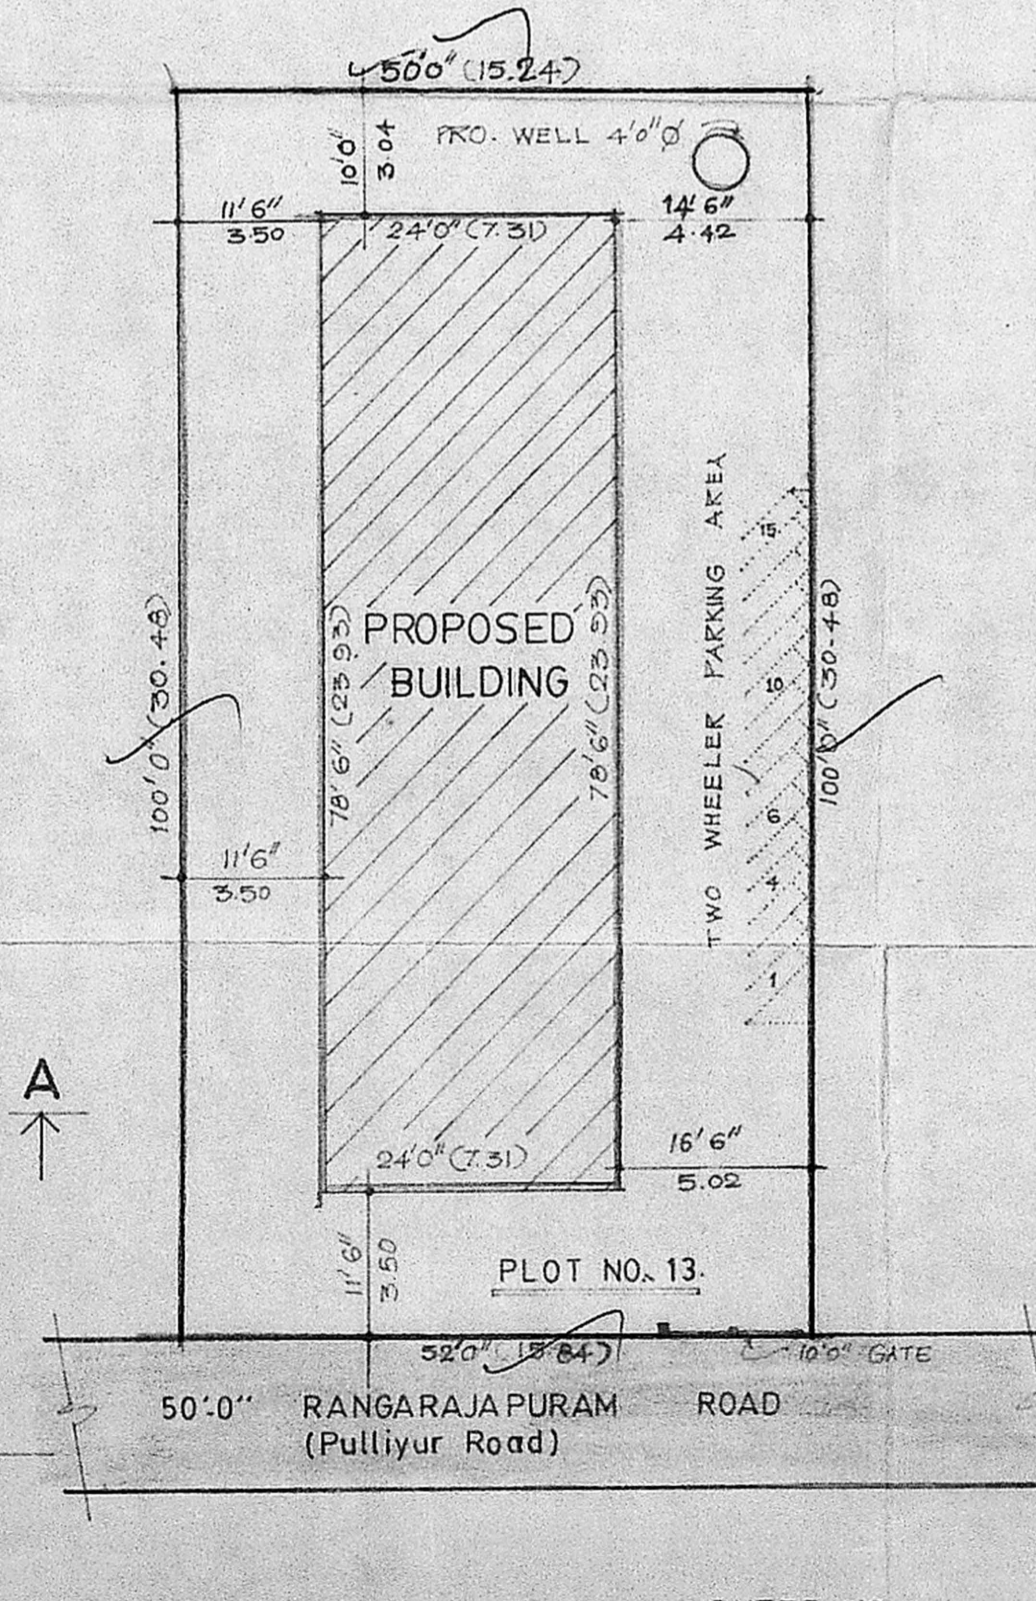 50'0" (15.24)
PRO. WELL 4'0"Ø
10'0"
3.04
11'6"
3.50
24'0" (7.31)
14'6"
4.42
TWO WHEELER PARKING AREA
15
10
6
4
1
100'0" (30.48)
78'6" (23.93)
PROPOSED
BUILDING
78'6" (23.93)
100'0" (30.48)
11'6"
3.50
A
24'0" (7.31)
16'6"
5.02
11'6"
3.50
PLOT NO. 13.
52'0" (15.84)
10'0" GATE
50'-0" RANGARAJAPURAM ROAD
(Pulliyur Road)